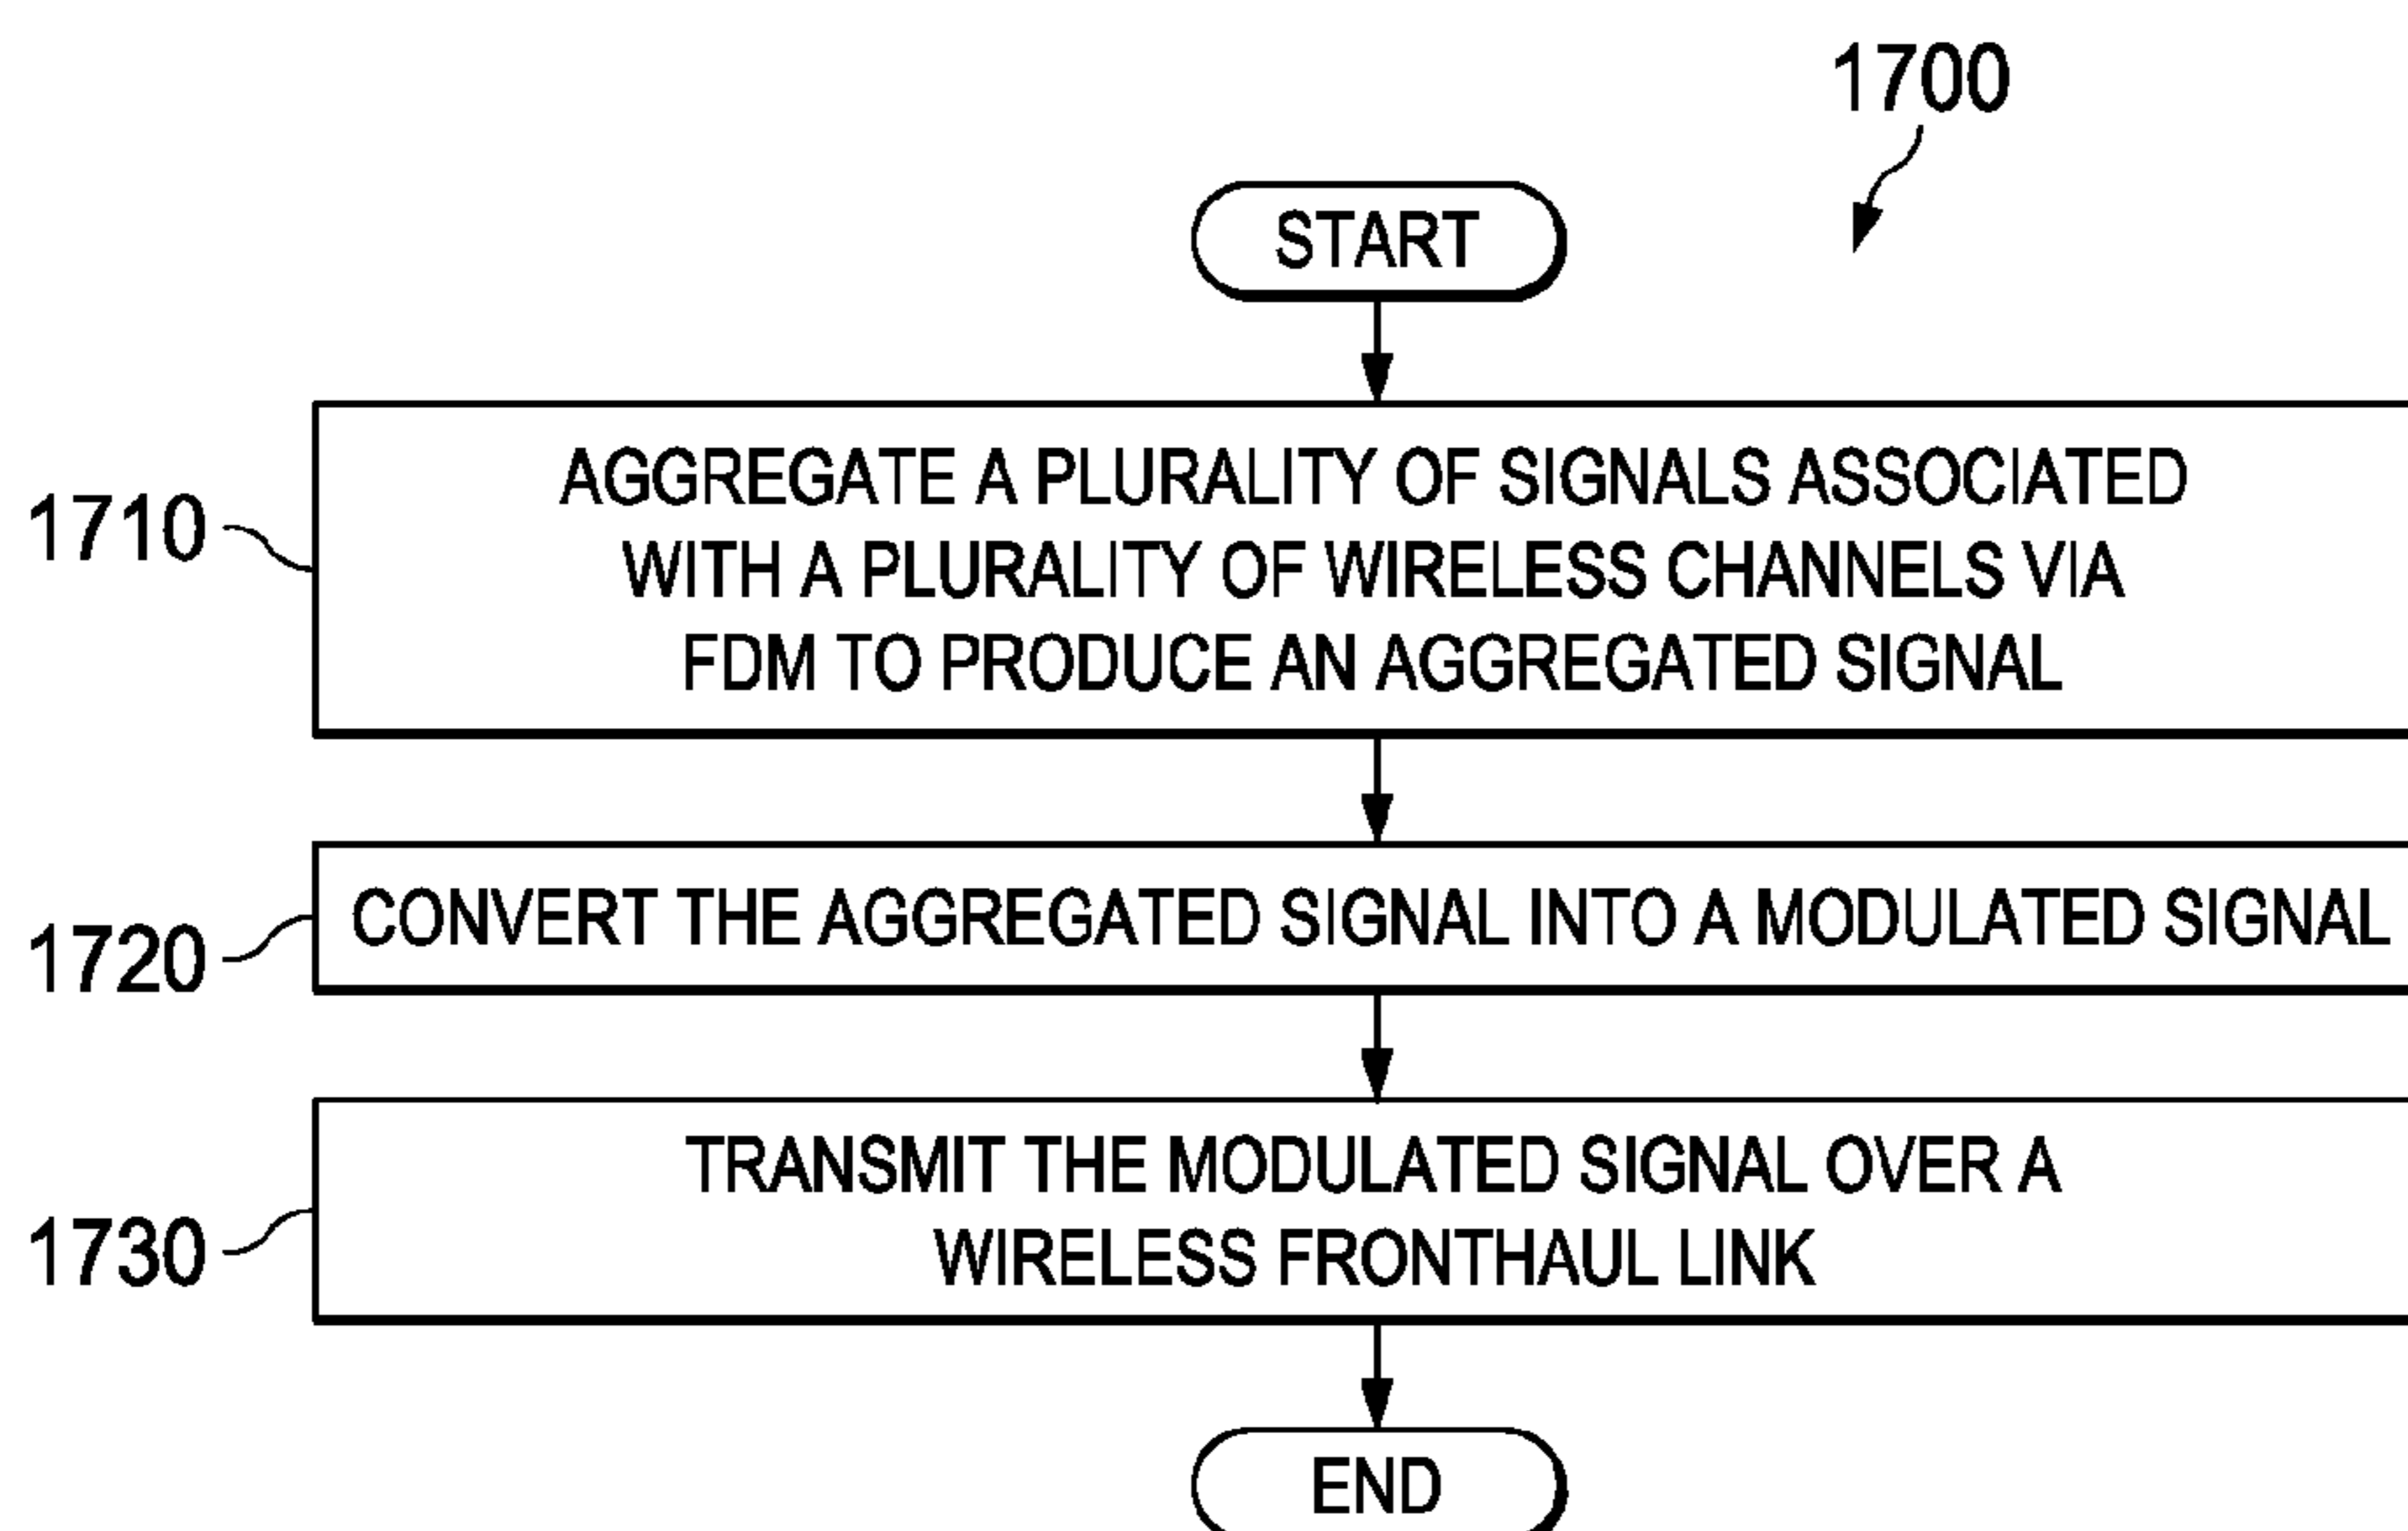 1700
START
1710
AGGREGATE A PLURALITY OF SIGNALS ASSOCIATED
WITH A PLURALITY OF WIRELESS CHANNELS VIA
FDM TO PRODUCE AN AGGREGATED SIGNAL
1720
CONVERT THE AGGREGATED SIGNAL INTO A MODULATED SIGNAL
1730
TRANSMIT THE MODULATED SIGNAL OVER A
WIRELESS FRONTHAUL LINK
END